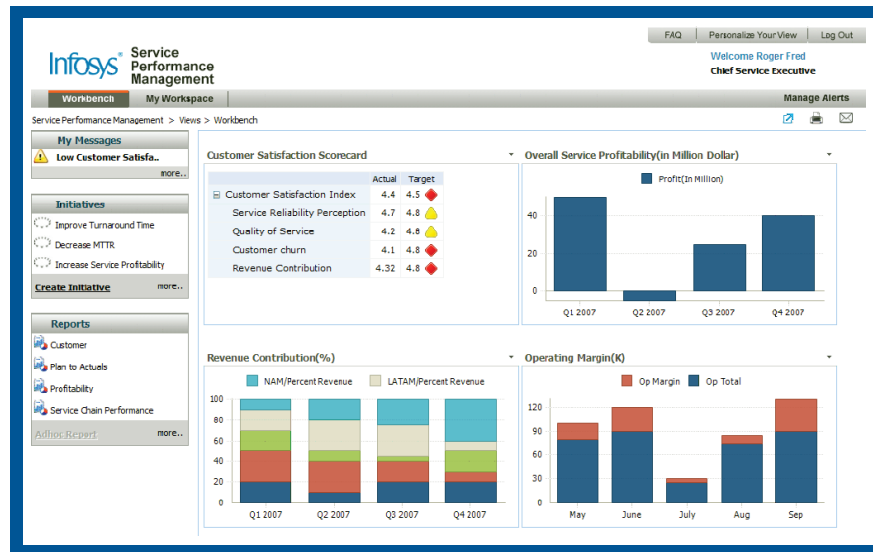 FAQ Personalize Your View Log Out
Infosys Service Performance Management
Welcome Roger Fred
Chief Service Executive
Workbench My Workspace Manage Alerts
Service Performance Management > Views > Workbench
My Messages
Low Customer Satisfa..
more..
Initiatives
Improve Turnaround Time
Decrease MTTR
Increase Service Profitability
Create Initiative more..
Reports
Customer
Plan to Actuals
Profitability
Service Chain Performance
Adhoc Report more..
Customer Satisfaction Scorecard
Actual Target
Customer Satisfaction Index 4.4 4.5
Service Reliability Perception 4.7 4.8
Quality of Service 4.2 4.6
Customer churn 4.1 4.8
Revenue Contribution 4.32 4.8
Overall Service Profitability(in Million Dollar)
Profit(In Million)
40
20
0
Q1 2007 Q2 2007 Q3 2007 Q4 2007
Revenue Contribution(%)
NAM/Percent Revenue LATAM/Percent Revenue
100
80
60
40
20
0
Q1 2007 Q2 2007 Q3 2007 Q4 2007
Operating Margin(K)
Op Margin Op Total
120
90
60
30
0
May June July Aug Sep